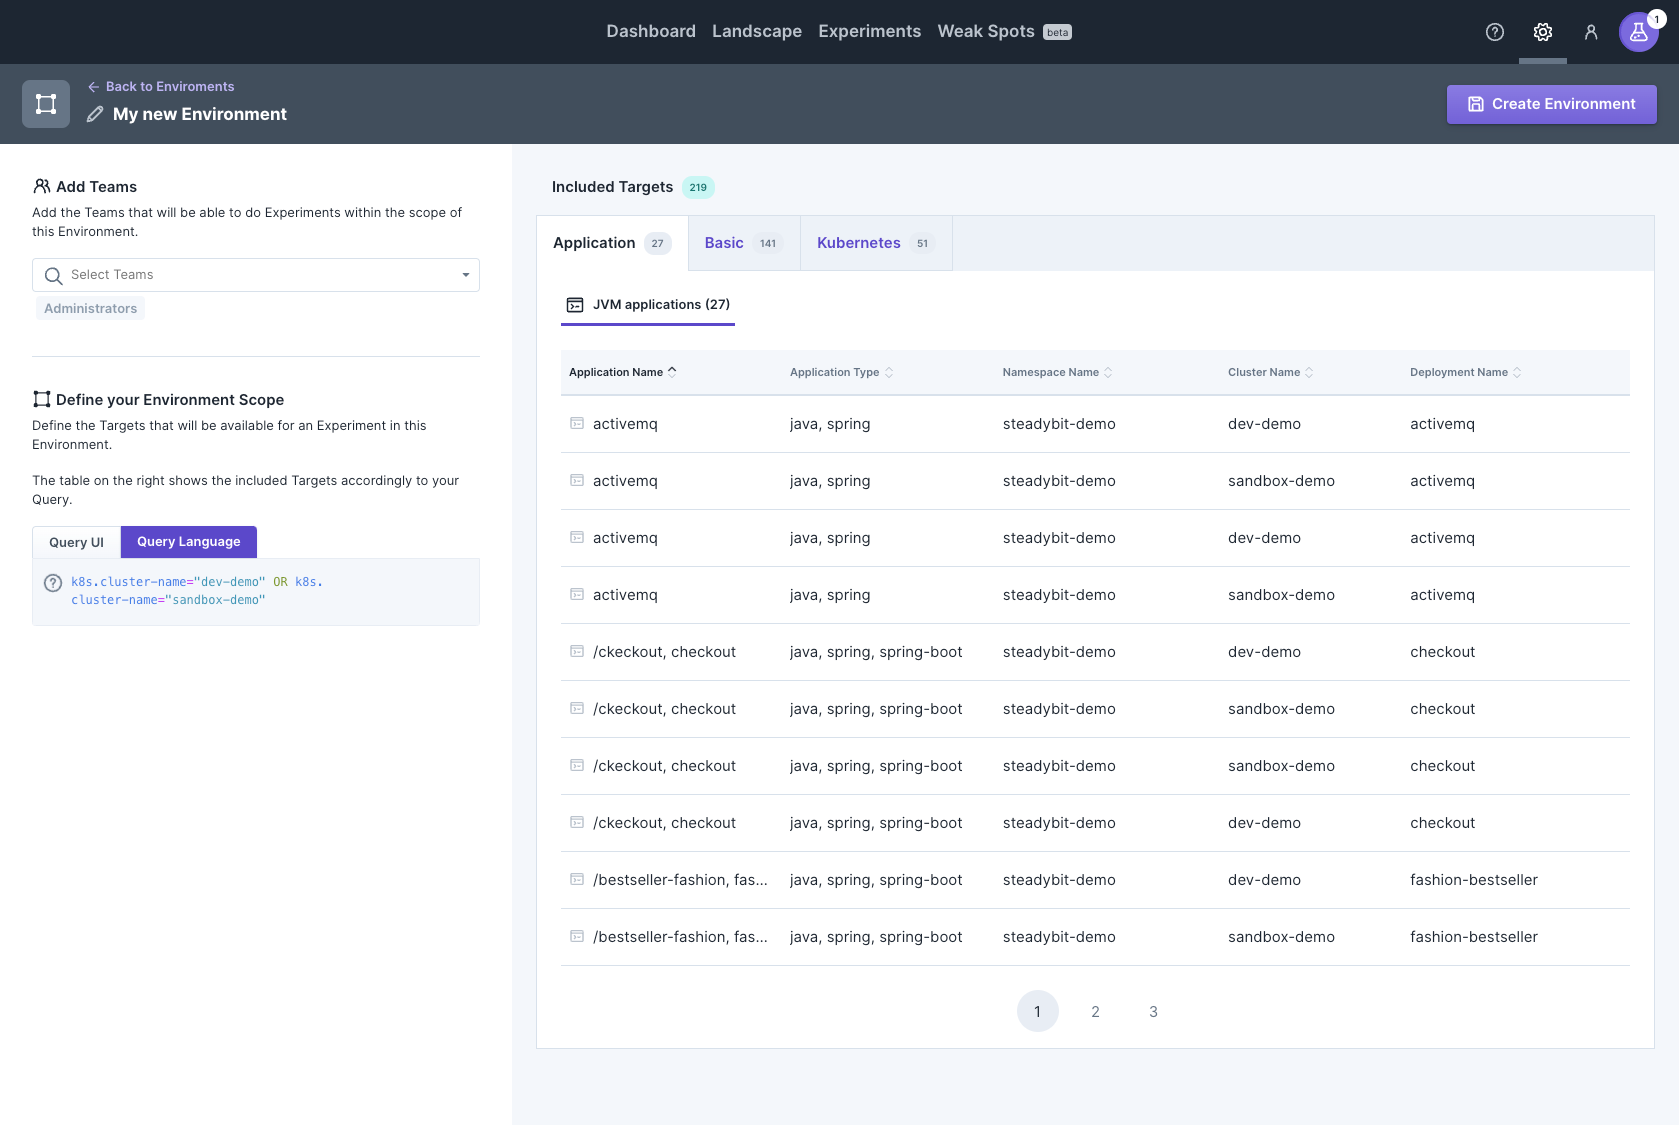 Dashboard Landscape Experiments Weak Spots beta
1
Back to Enviroments
My new Environment
Create Environment
Add Teams
Add the Teams that will be able to do Experiments within the scope of
this Environment.
Select Teams
Administrators
Define your Environment Scope
Define the Targets that will be available for an Experiment in this
Environment.
The table on the right shows the included Targets accordingly to your
Query.
Query UI Query Language
k8s.cluster-name="dev-demo" OR k8s.
cluster-name="sandbox-demo"
Included Targets 219
Application 27 Basic 141 Kubernetes 51
JVM applications (27)
Application Name Application Type Namespace Name Cluster Name Deployment Name
activemq java, spring steadybit-demo dev-demo activemq
activemq java, spring steadybit-demo sandbox-demo activemq
activemq java, spring steadybit-demo dev-demo activemq
activemq java, spring steadybit-demo sandbox-demo activemq
/ckeckout, checkout java, spring, spring-boot steadybit-demo dev-demo checkout
/ckeckout, checkout java, spring, spring-boot steadybit-demo sandbox-demo checkout
/ckeckout, checkout java, spring, spring-boot steadybit-demo sandbox-demo checkout
/ckeckout, checkout java, spring, spring-boot steadybit-demo dev-demo checkout
/bestseller-fashion, fas... java, spring, spring-boot steadybit-demo dev-demo fashion-bestseller
/bestseller-fashion, fas... java, spring, spring-boot steadybit-demo sandbox-demo fashion-bestseller
1 2 3